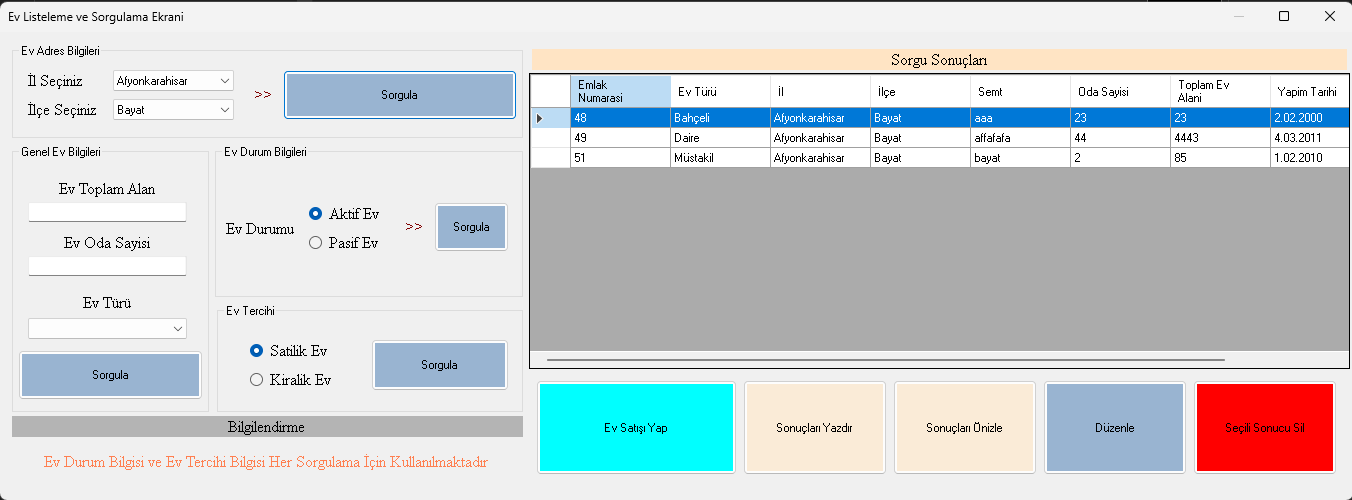 Ev Listeleme ve Sorgulama Ekrani
Ev Adres Bilgileri
İl Seçiniz
Afyonkarahisar
İlçe Seçiniz
Bayat
>>
Sorgula
Genel Ev Bilgileri
Ev Toplam Alan
Ev Oda Sayisi
Ev Türü
Sorgula
Ev Durum Bilgileri
Ev Durumu
Aktif Ev
Pasif Ev
>>
Sorgula
Ev Tercihi
Satilik Ev
Kiralik Ev
Sorgula
Bilgilendirme
Ev Durum Bilgisi ve Ev Tercihi Bilgisi Her Sorgulama İçin Kullanılmaktadır
Sorgu Sonuçları
Emlak Numarasi Ev Türü İl İlçe Semt Oda Sayisi Toplam Ev Alani Yapim Tarihi
48 Bahçeli Afyonkarahisar Bayat aaa 23 23 2.02.2000
49 Daire Afyonkarahisar Bayat affafafa 44 4443 4.03.2011
51 Müstakil Afyonkarahisar Bayat bayat 2 85 1.02.2010
Ev Satışı Yap
Sonuçları Yazdır
Sonuçları Önizle
Düzenle
Seçili Sonucu Sil